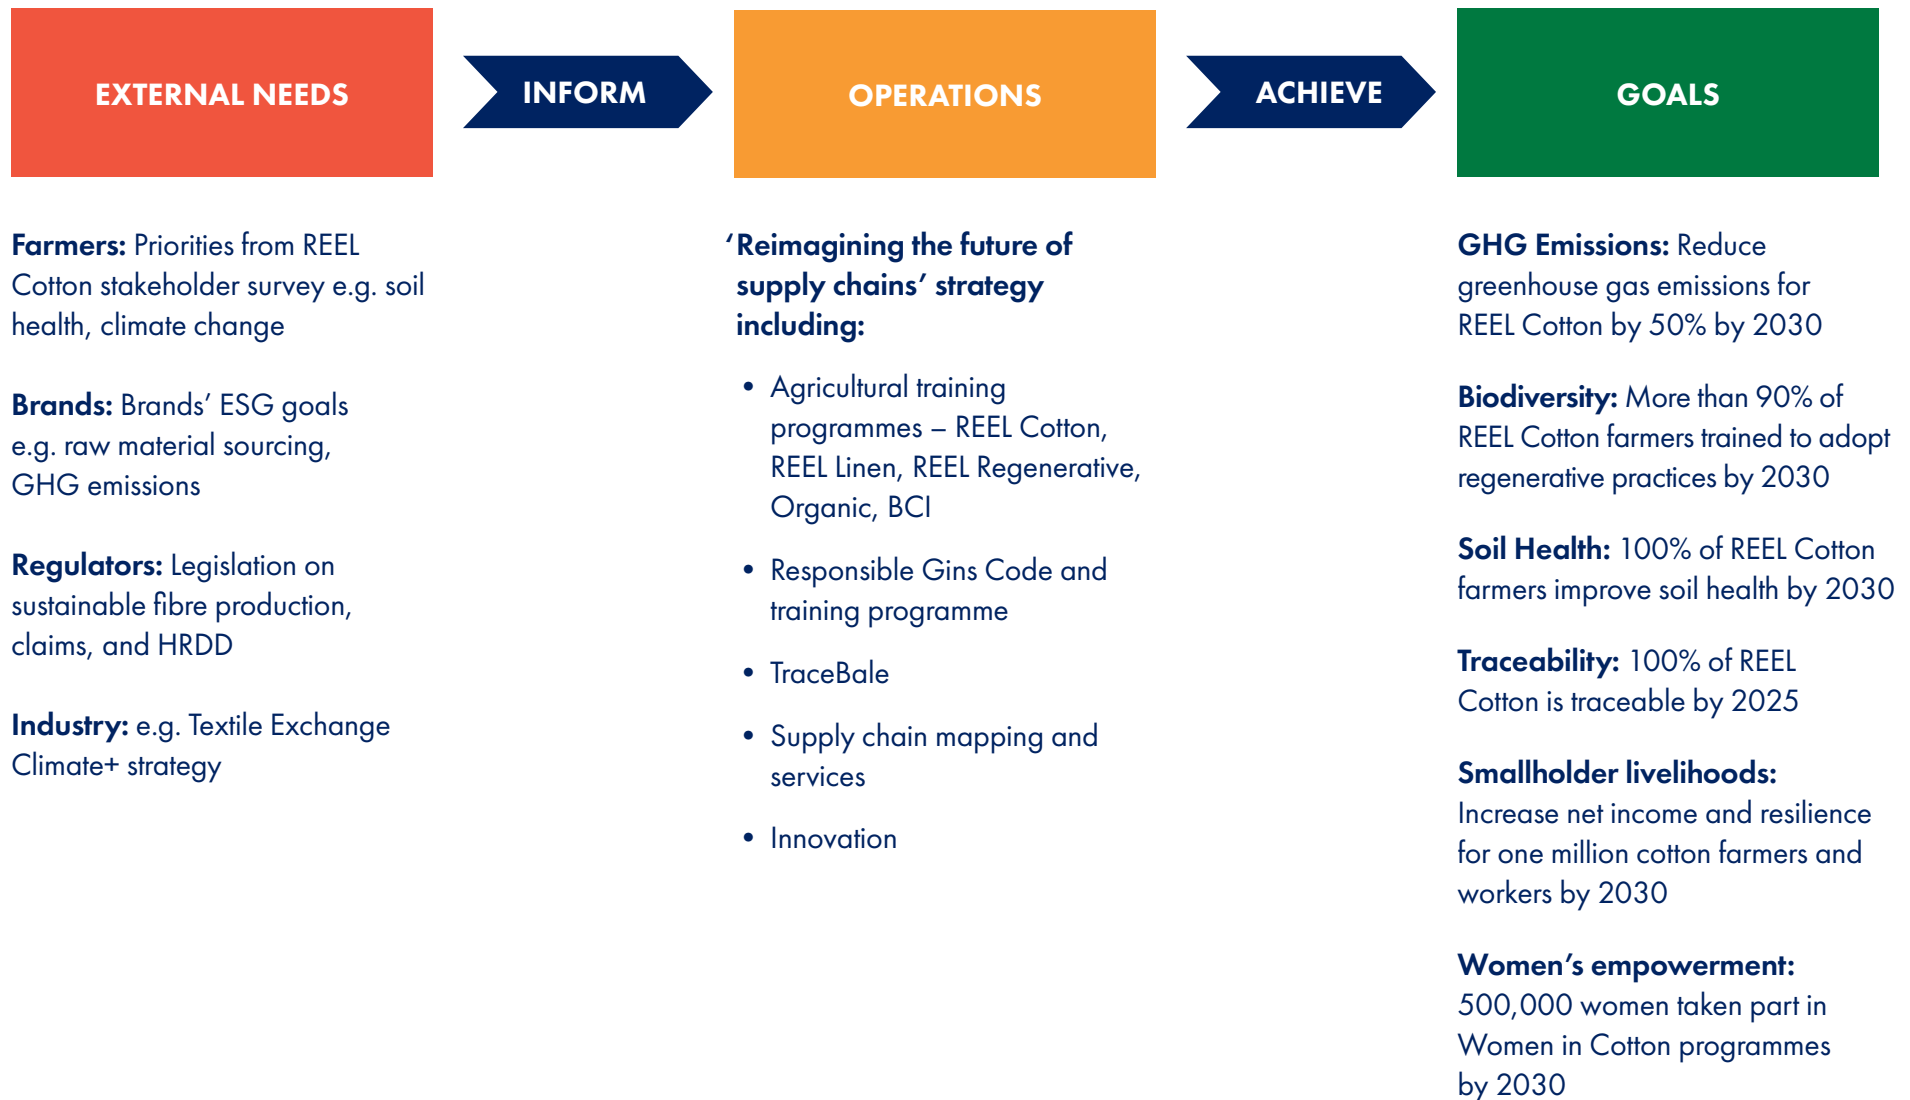 EXTERNAL NEEDS
INFORM
OPERATIONS
ACHIEVE
GOALS
Farmers: Priorities from REEL
Cotton stakeholder survey e.g. soil
health, climate change
Brands: Brands’ ESG goals
e.g. raw material sourcing,
GHG emissions
Regulators: Legislation on
sustainable fibre production,
claims, and HRDD
Industry: e.g. Textile Exchange
Climate+ strategy
‘Reimagining the future of
supply chains’ strategy
including:
• Agricultural training
programmes – REEL Cotton,
REEL Linen, REEL Regenerative,
Organic, BCI
• Responsible Gins Code and
training programme
• TraceBale
• Supply chain mapping and
services
• Innovation
GHG Emissions: Reduce
greenhouse gas emissions for
REEL Cotton by 50% by 2030
Biodiversity: More than 90% of
REEL Cotton farmers trained to adopt
regenerative practices by 2030
Soil Health: 100% of REEL Cotton
farmers improve soil health by 2030
Traceability: 100% of REEL
Cotton is traceable by 2025
Smallholder livelihoods:
Increase net income and resilience
for one million cotton farmers and
workers by 2030
Women’s empowerment:
500,000 women taken part in
Women in Cotton programmes
by 2030